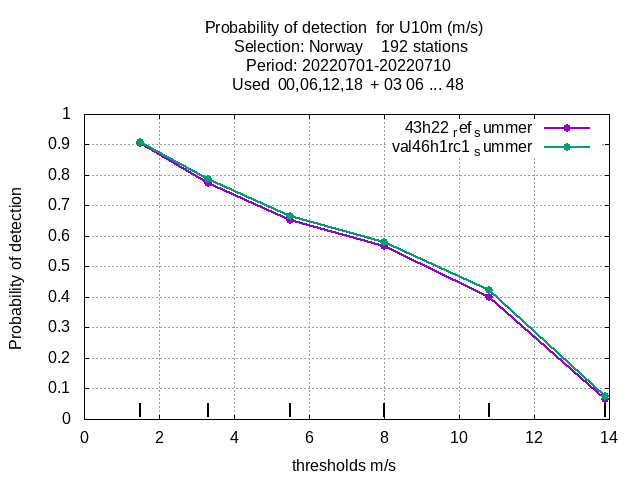 Probability of detection for U10m (m/s)
Selection: Norway 192 stations
Period: 20220701-20220710
Used 00,06,12,18 + 03 06 ... 48
43h22 ref summer
val46h1rc1 summer
Probability of detection
1
0.9
0.8
0.7
0.6
0.5
0.4
0.3
0.2
0.1
0
0 2 4 6 8 10 12 14
thresholds m/s